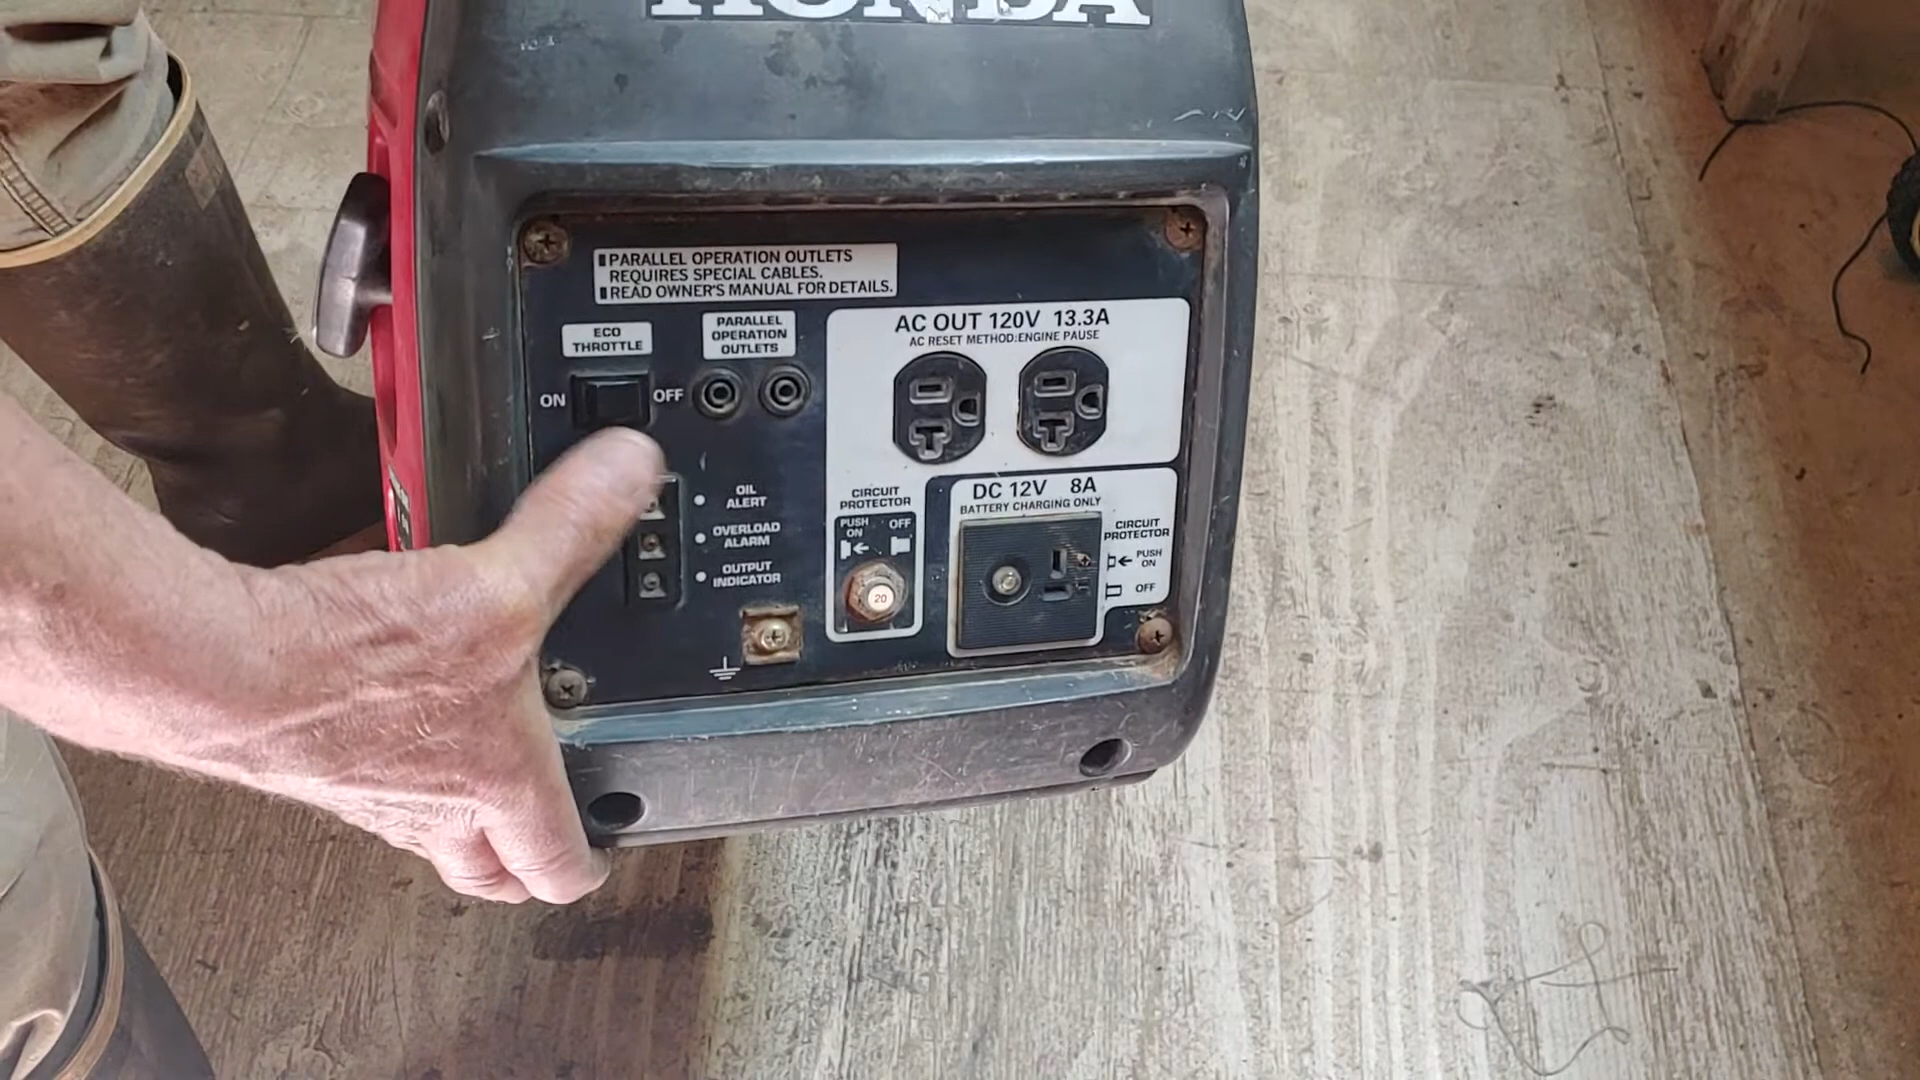 HONDA
PARALLEL OPERATION OUTLETS
REQUIRES SPECIAL CABLES.
READ OWNER'S MANUAL FOR DETAILS.
ECO
THROTTLE
ON
OFF
PARALLEL
OPERATION
OUTLETS
AC OUT 120V 13.3A
AC RESET METHOD:ENGINE PAUSE
OIL
ALERT
OVERLOAD
ALARM
OUTPUT
INDICATOR
CIRCUIT
PROTECTOR
PUSH
ON
OFF
20
DC 12V 8A
BATTERY CHARGING ONLY
CIRCUIT
PROTECTOR
PUSH
ON
OFF